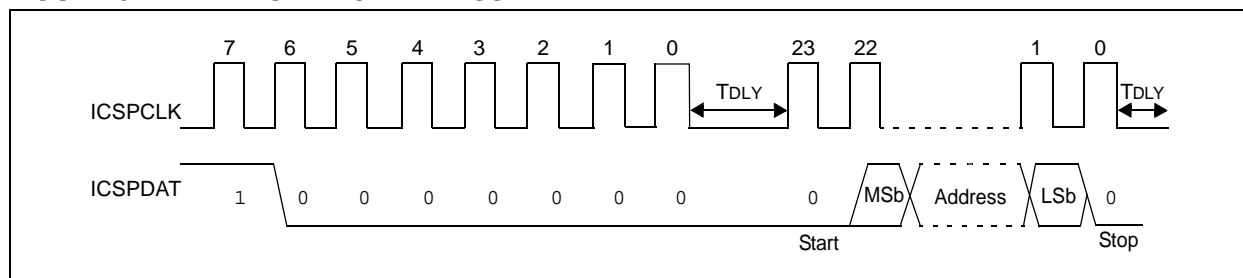 7 6 5 4 3 2 1 0 23 22 1 0
TDLY TDLY
ICSPCLK
ICSPDAT 1 0 0 0 0 0 0 0 0 MSb Address LSb 0
Start Stop